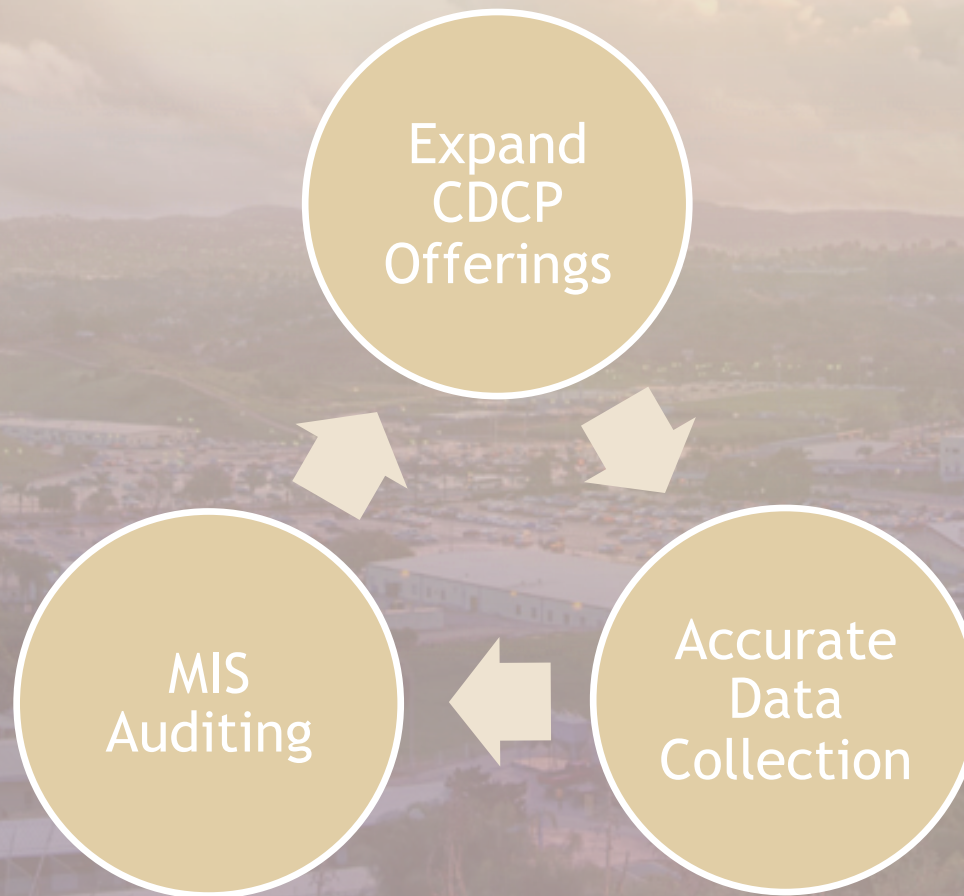 Expand
CDCP
Offerings
Accurate
Data
Collection
MIS
Auditing